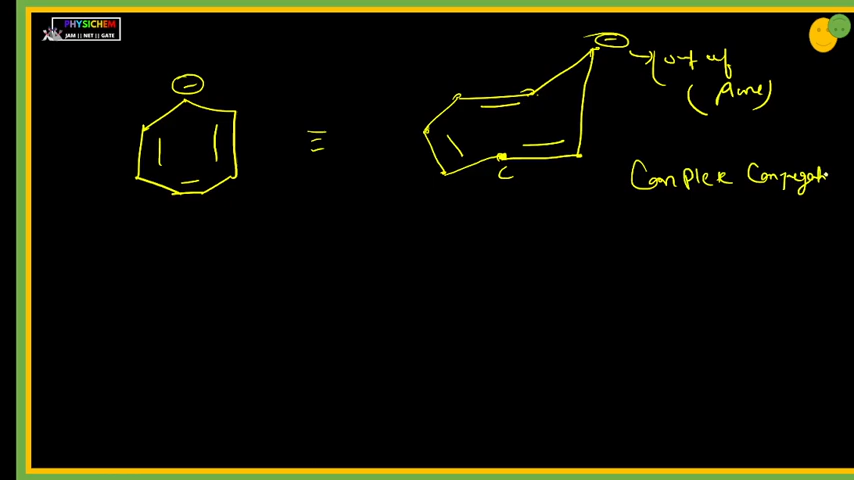 PHYSICHEM
JAM || NET || GATE
out of
(Plane)
C
Complex Conjugat